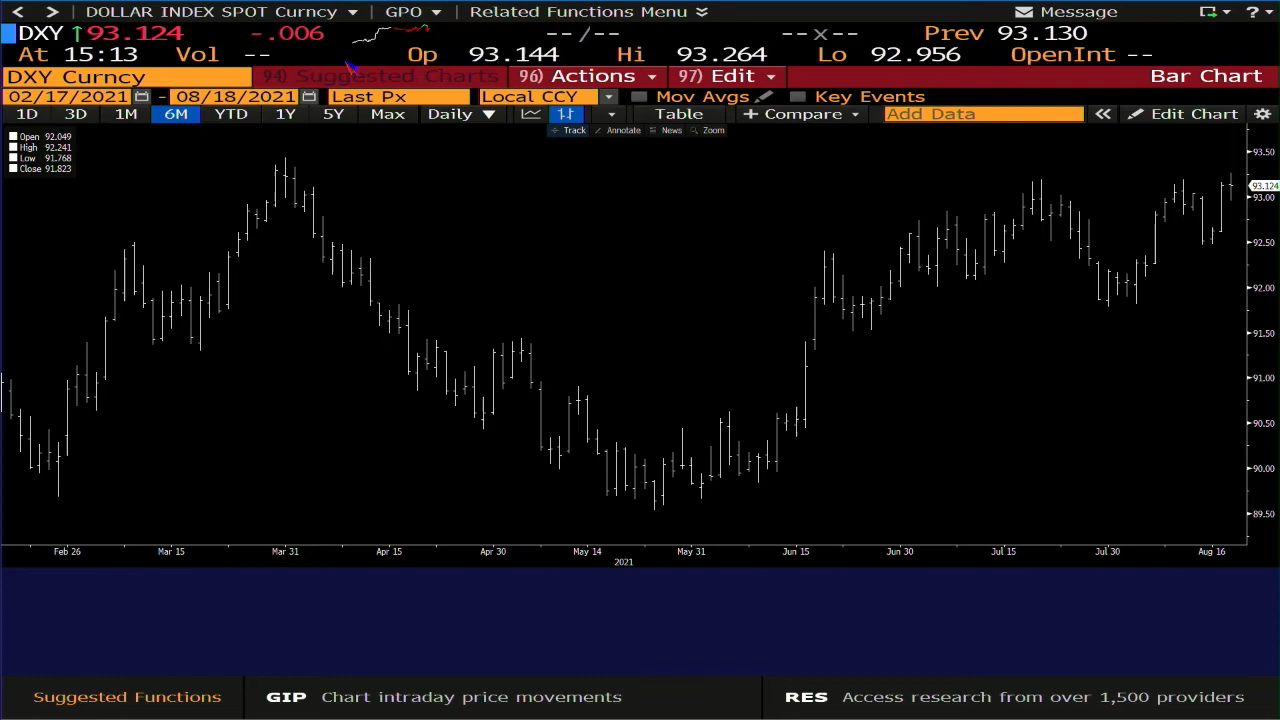 < > DOLLAR INDEX SPOT Curncy GPO Related Functions Menu Message ?
DXY ↑93.124 -.006 --/-- --x-- Prev 93.130
At 15:13 Vol -- Op 93.144 Hi 93.264 Lo 92.956 OpenInt --
DXY Curncy 94) Suggested Charts 96) Actions 97) Edit Bar Chart
02/17/2021 - 08/18/2021 Last Px Local CCY Mov Avgs Key Events
1D 3D 1M 6M YTD 1Y 5Y Max Daily Table + Compare Add Data Edit Chart
Track Annotate News Zoom
Open 92.049
High 92.241
Low 91.768
Close 91.823
93.50
93.124
93.00
92.50
92.00
91.50
91.00
90.50
90.00
89.50
Feb 26 Mar 15 Mar 31 Apr 15 Apr 30 May 14 May 31 Jun 15 Jun 30 Jul 15 Jul 30 Aug 16
2021
Suggested Functions GIP Chart intraday price movements RES Access research from over 1,500 providers